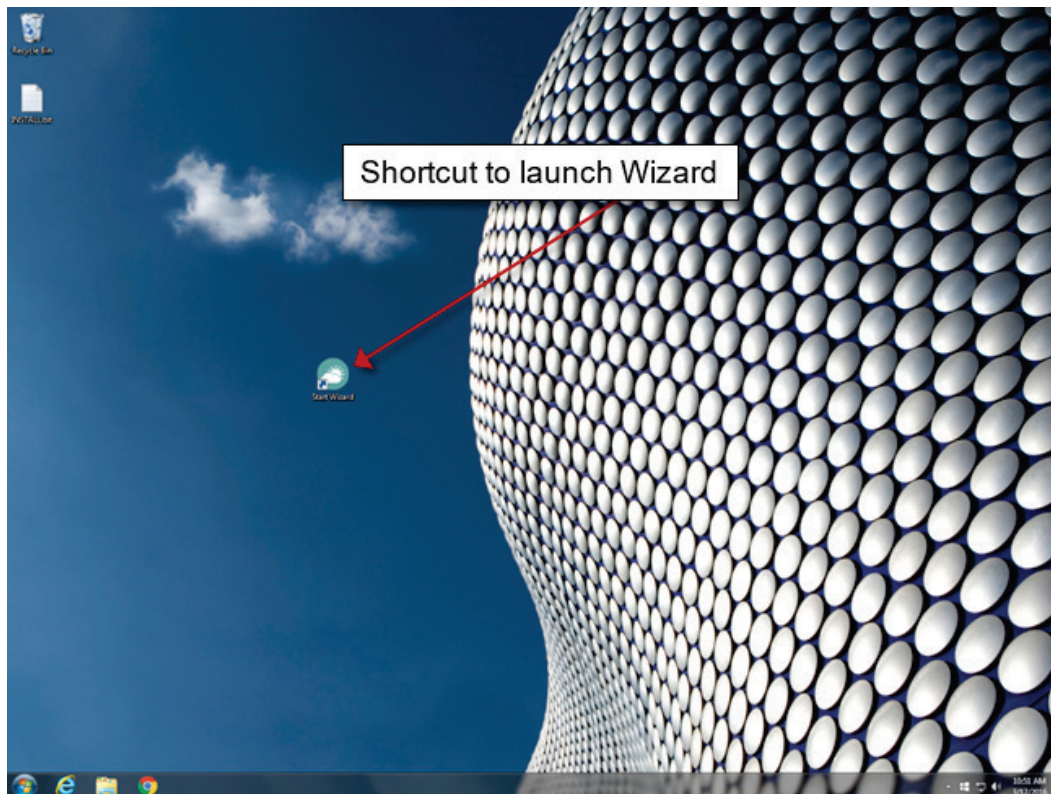 Recycle Bin
INSTALL.txt
Shortcut to launch Wizard
Start Wizard
10:51 AM